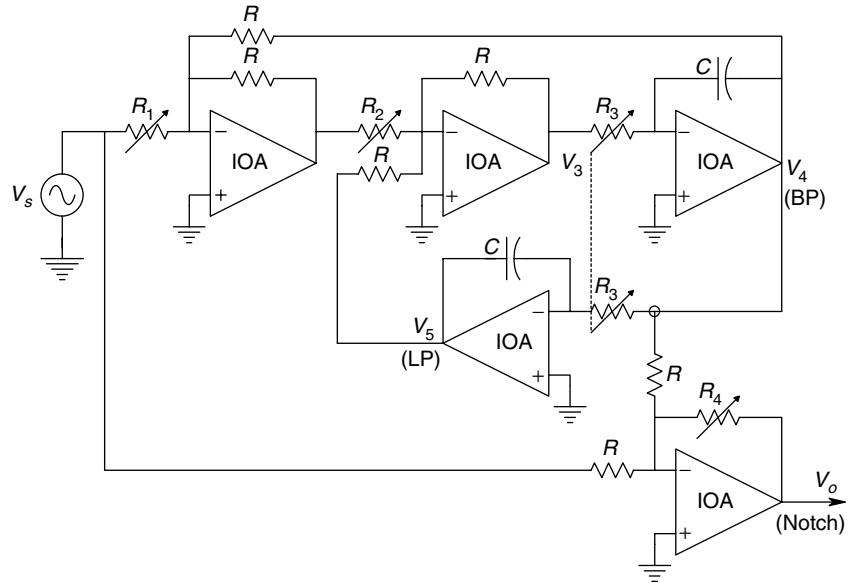 R
R
C
R1
R2
R3
−
−
−
IOA
IOA
IOA
R
V3
V4
(BP)
Vs
+
+
+
C
R3
V5
(LP)
−
IOA
+
R
R4
R
−
IOA
Vo
(Notch)
+
R